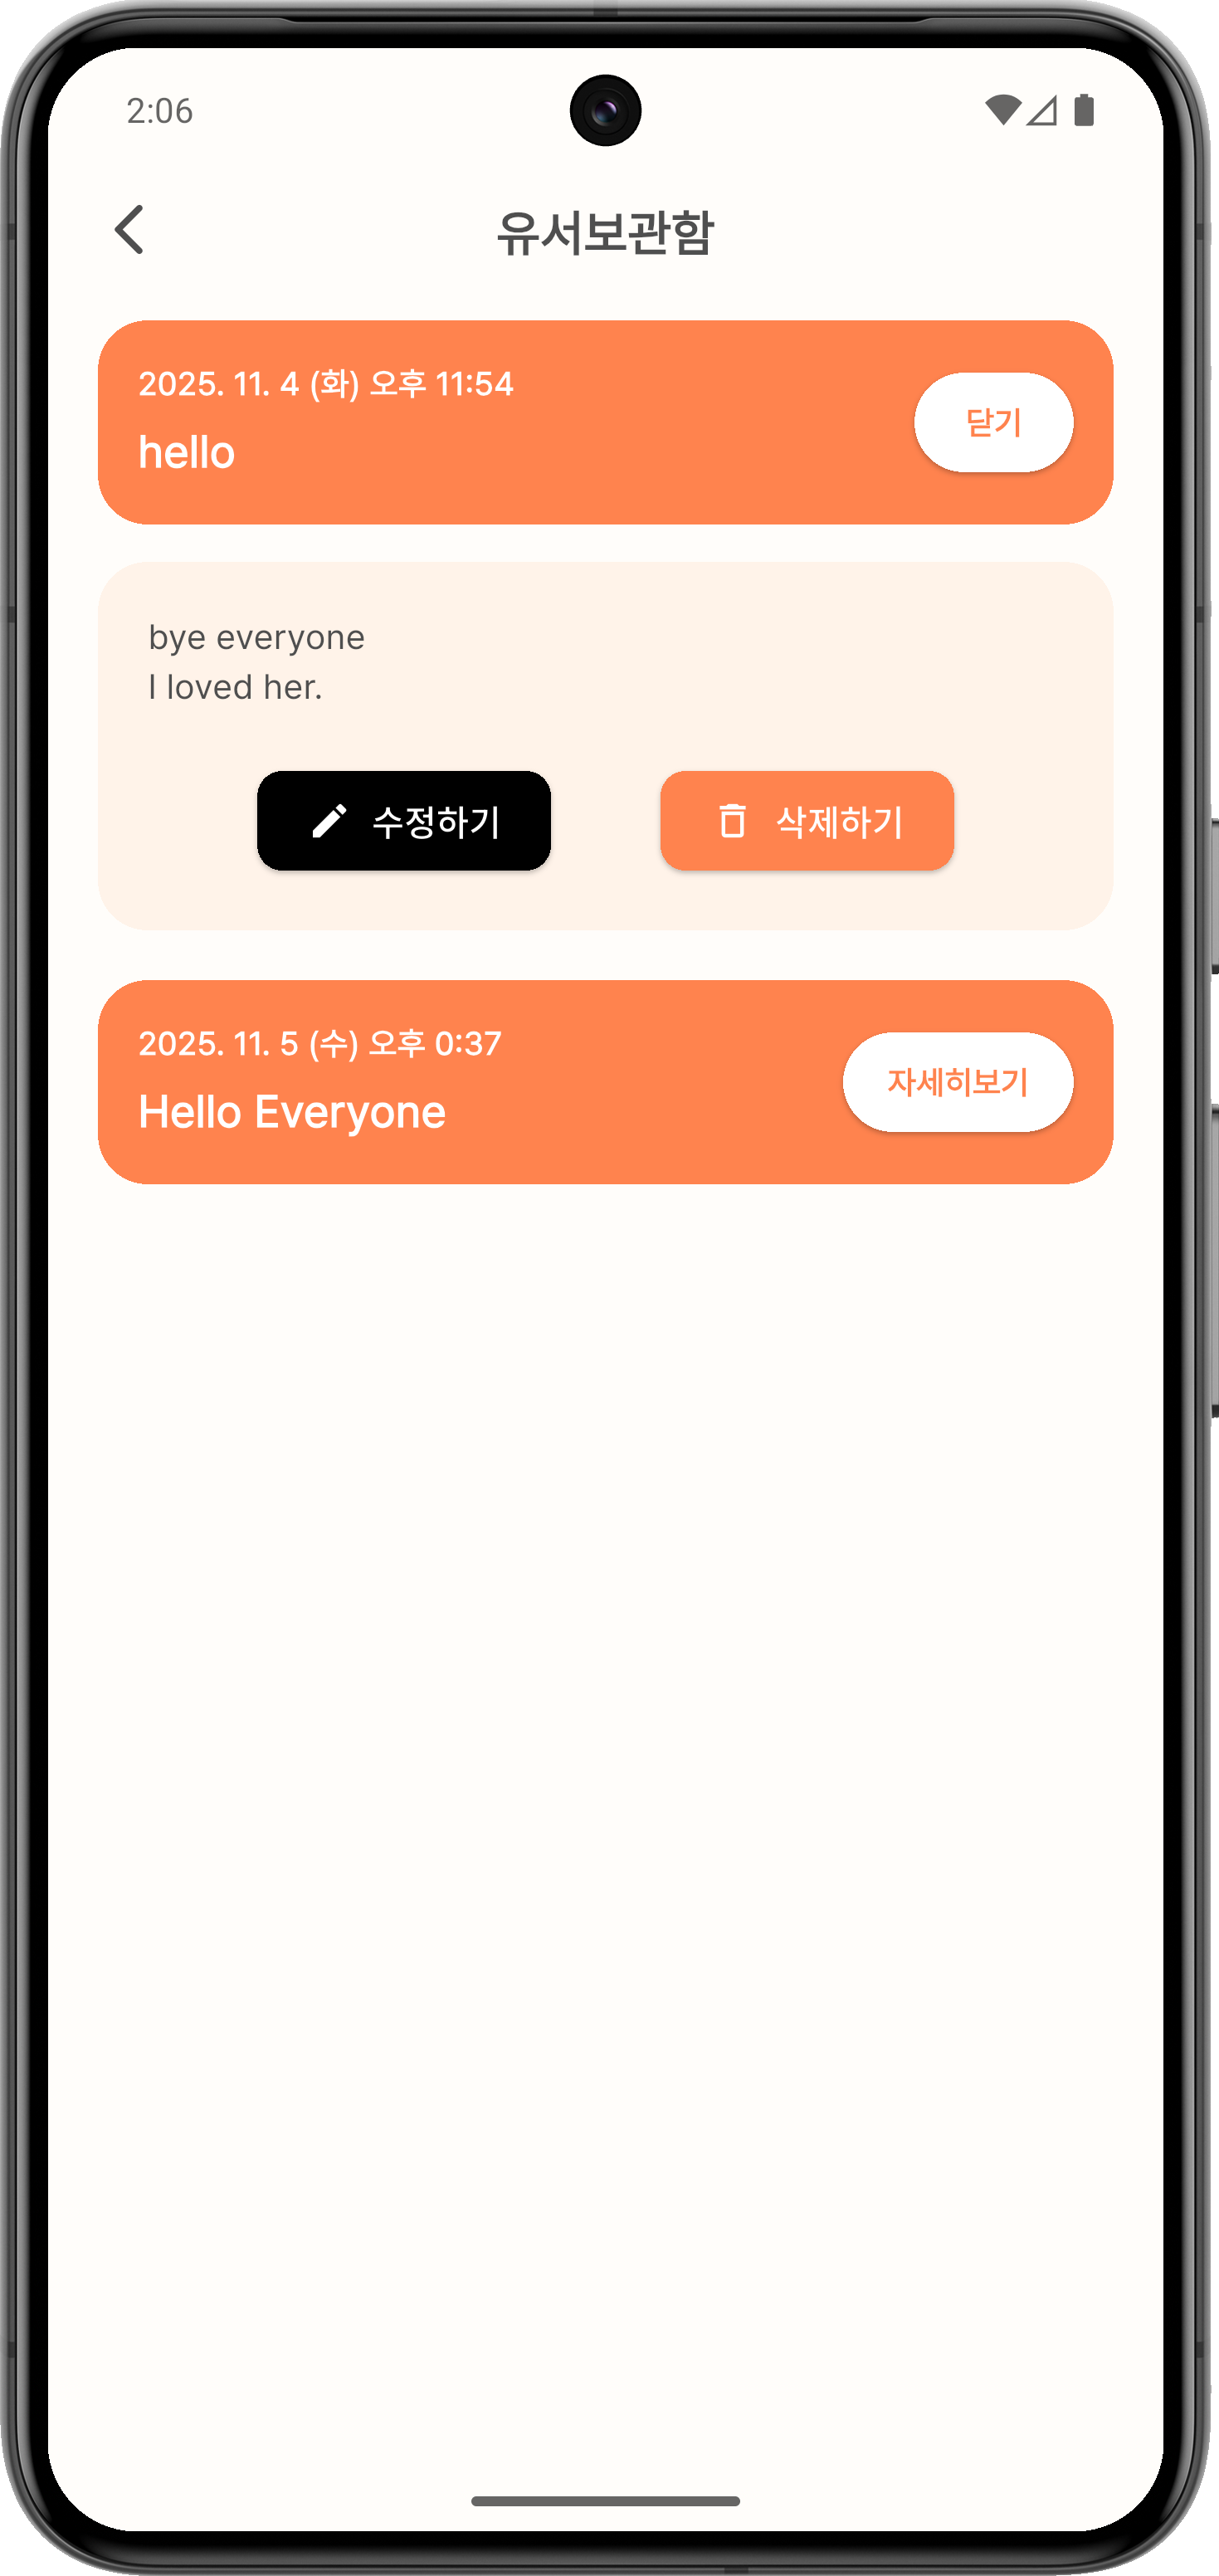 2:06
유서보관함
2025. 11. 4 (화) 오후 11:54
hello
닫기
bye everyone
I loved her.
수정하기
삭제하기
2025. 11. 5 (수) 오후 0:37
Hello Everyone
자세히보기